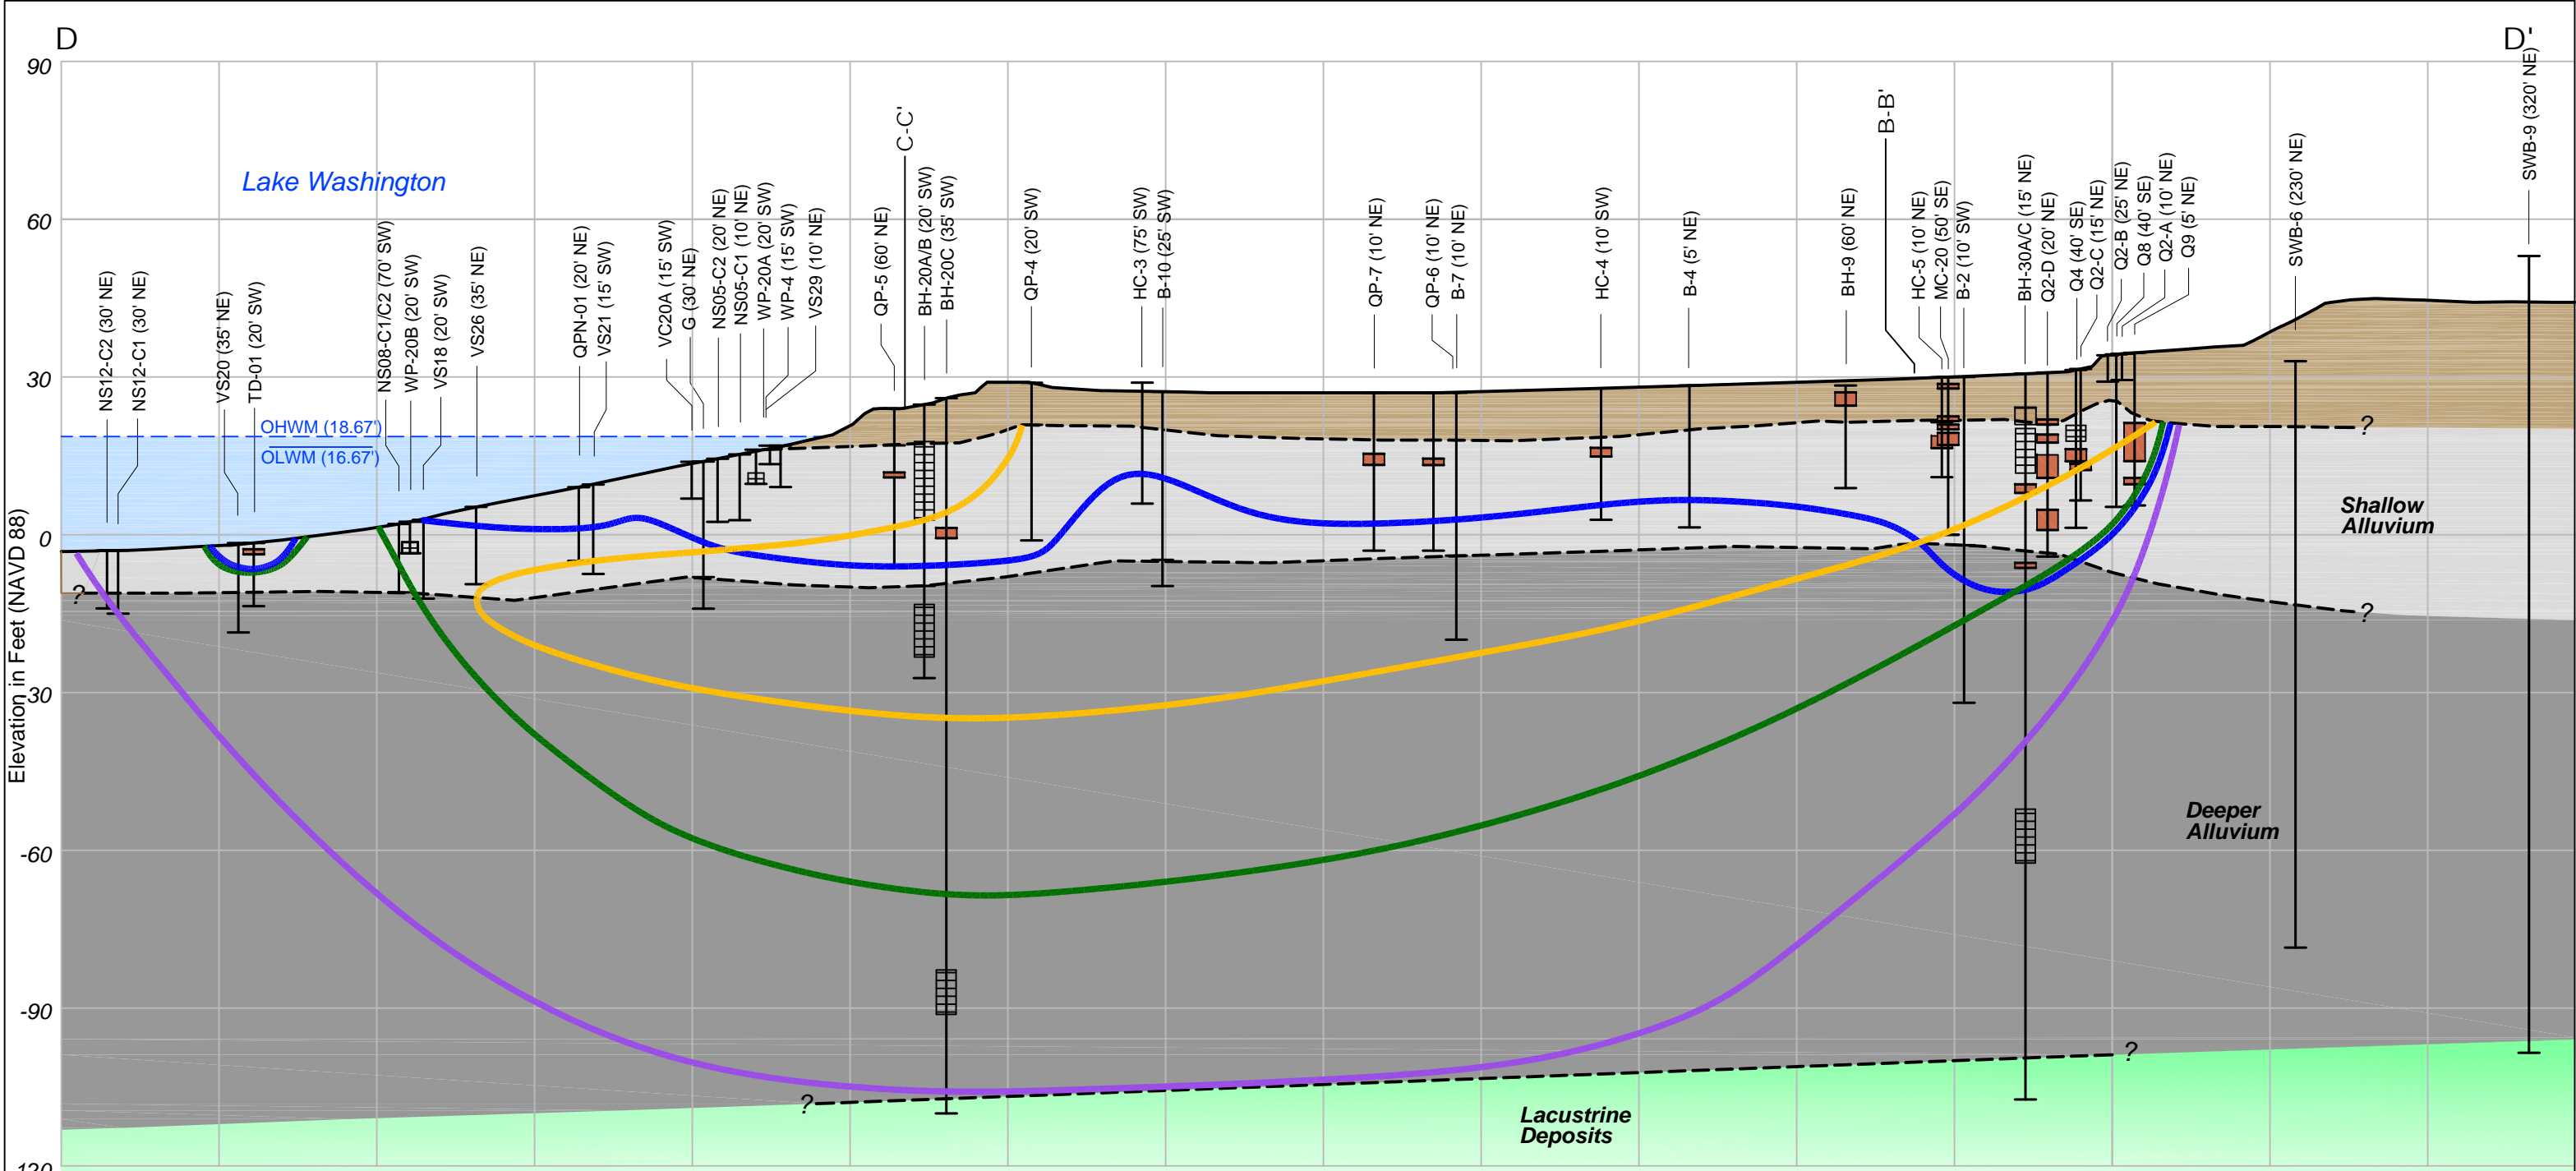 D
D'
90
60
30
0
-30
-60
-90
Elevation in Feet (NAVD 88)
Lake Washington
OHWM (18.67')
OLWM (16.67')
NS12-C2 (30' NE)
NS12-C1 (30' NE)
VS20 (35' NE)
TD-01 (20' SW)
NS08-C1/C2 (70' SW)
WP-20B (20' SW)
VS18 (20' SW)
VS26 (35' NE)
QPN-01 (20' NE)
VS21 (15' SW)
VC20A (15' SW)
G (30' NE)
NS05-C2 (20' NE)
NS05-C1 (10' NE)
WP-20A (20' SW)
WP-4 (15' SW)
VS29 (10' NE)
QP-5 (60' NE)
C-C'
BH-20A/B (20' SW)
BH-20C (35' SW)
QP-4 (20' SW)
HC-3 (75' SW)
B-10 (25' SW)
QP-7 (10' NE)
QP-6 (10' NE)
B-7 (10' NE)
HC-4 (10' SW)
B-4 (5' NE)
BH-9 (60' NE)
B-B'
HC-5 (10' NE)
MC-20 (50' SE)
B-2 (10' SW)
BH-30A/C (15' NE)
Q2-D (20' NE)
Q4 (40' SE)
Q2-C (15' NE)
Q2-B (25' NE)
Q8 (40' SE)
Q2-A (10' NE)
Q9 (5' NE)
SWB-6 (230' NE)
SWB-9 (320' NE)
?
?
?
?
?
Shallow
Alluvium
Deeper
Alluvium
Lacustrine
Deposits